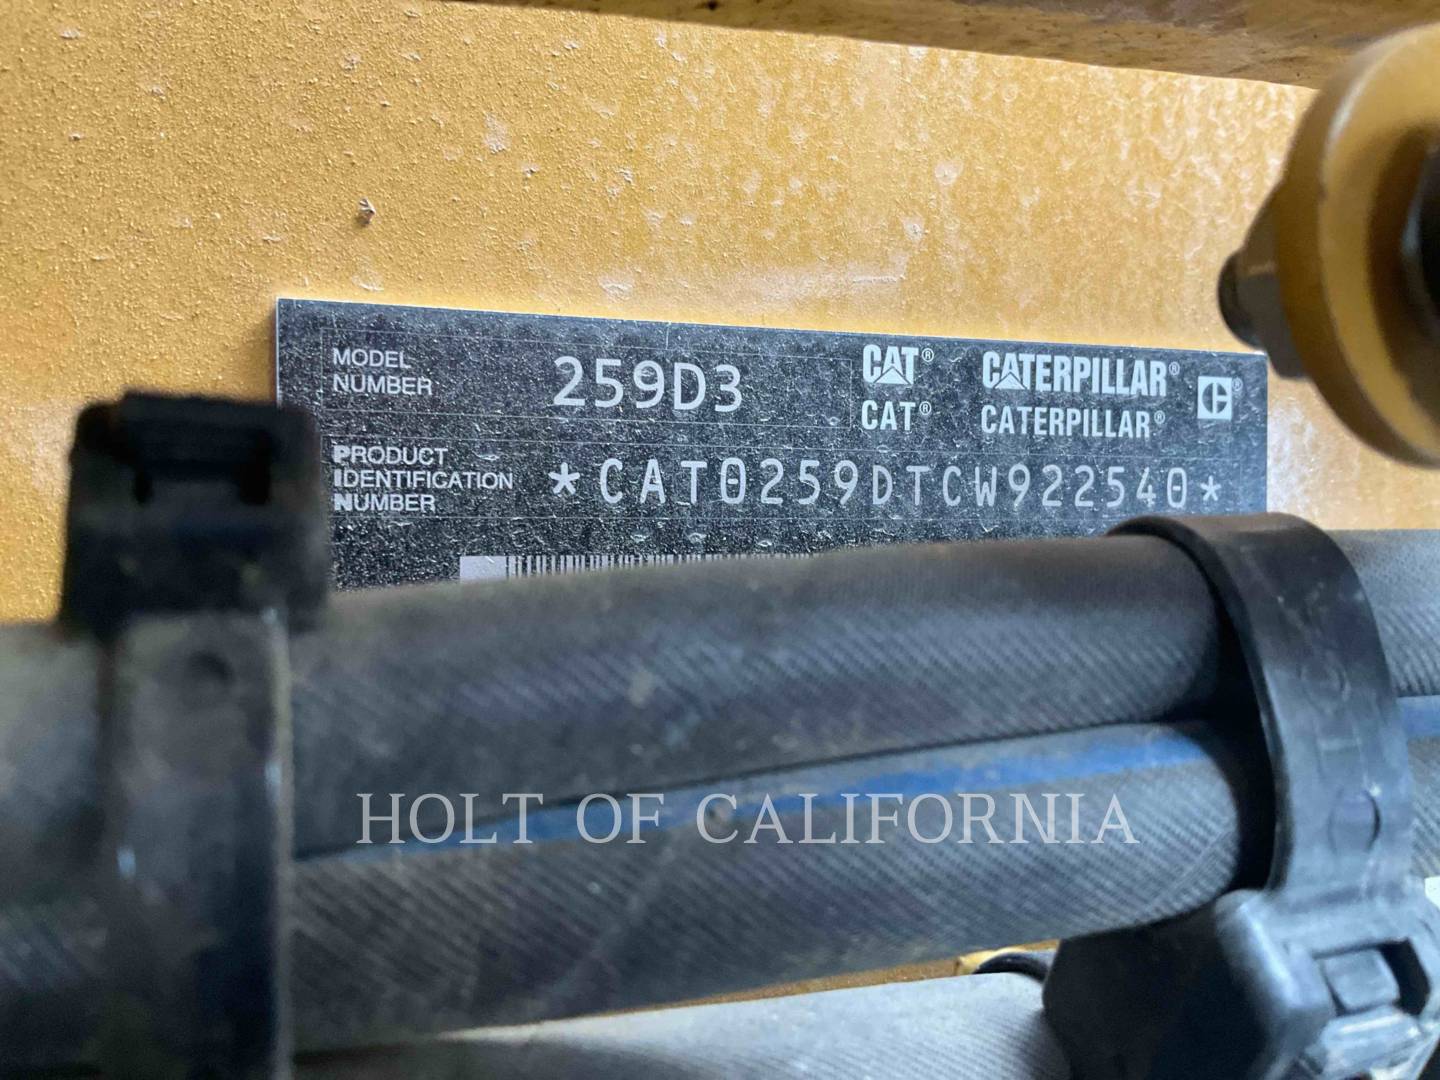 MODEL
NUMBER
259D3
CAT® CATERPILLAR®
CAT® CATERPILLAR®
PRODUCT
IDENTIFICATION
NUMBER
*CAT0259DTCW922540*
HOLT OF CALIFORNIA